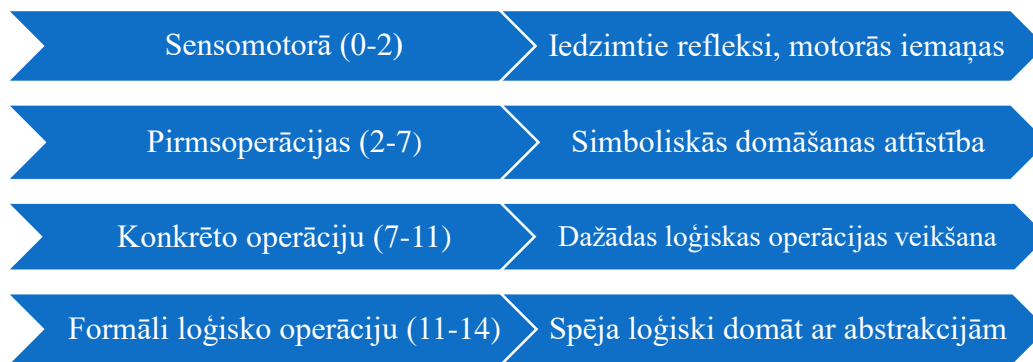 Sensomotorā (0-2)
Iedzimtie refleksi, motorās iemaņas
Pirmsoperācijas (2-7)
Simboliskās domāšanas attīstība
Konkrēto operāciju (7-11)
Dažādas loģiskas operācijas veikšana
Formāli loģisko operāciju (11-14)
Spēja loģiski domāt ar abstrakcijām